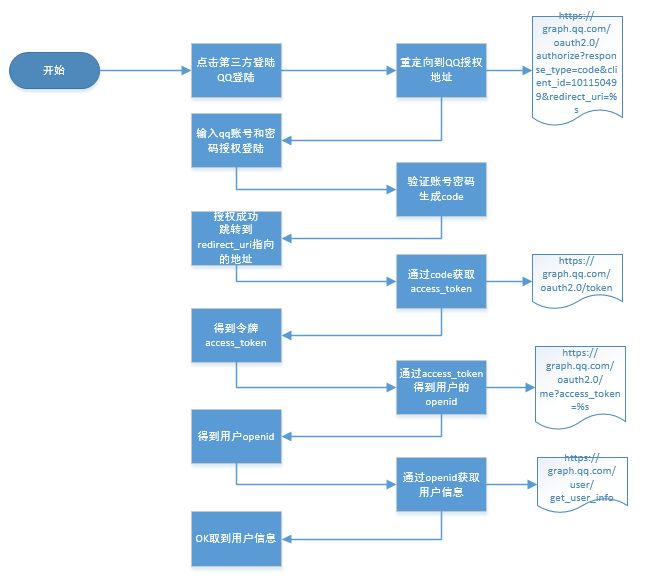 开始
点击第三方登陆
QQ登陆
重定向到QQ授权
地址
https://
graph.qq.com/
oauth2.0/
authorize?respon
se_type=code&cli
ent_id=10115049
9&redirect_uri=%
s
输入qq账号和密
码授权登陆
验证账号密码
生成code
授权成功
跳转到
redirect_uri指向
的地址
通过code获取
access_token
https://
graph.qq.com/
oauth2.0/token
得到令牌
access_token
通过access_token
得到用户的
openid
https://
graph.qq.com/
oauth2.0/
me?access_token
=%s
得到用户openid
通过openid获取
用户信息
https://
graph.qq.com/
user/
get_user_info
OK取到用户信息